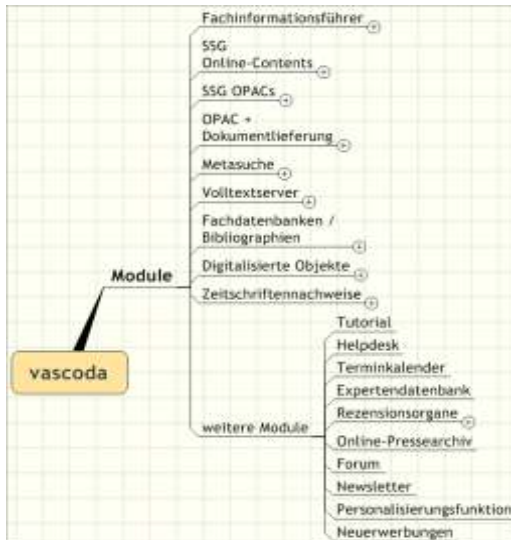 Fachinformationsführer
SSG
Online-Contents
SSG OPACs
OPAC +
Dokumentlieferung
Metasuche
Volltextserver
Fachdatenbanken /
Bibliographien
Module
Digitalisierte Objekte
Zeitschriftennachweise
vascoda
weitere Module
Tutorial
Helpdesk
Terminkalender
Expertendatenbank
Rezensionsorgane
Online-Pressearchiv
Forum
Newsletter
Personalisierungsfunktion
Neuerwerbungen